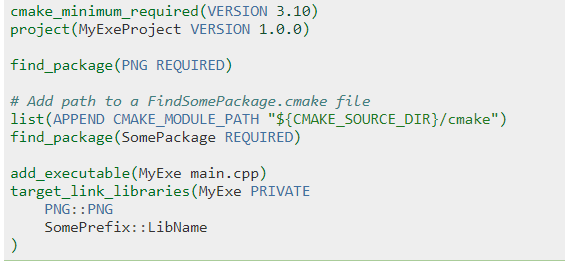 cmake_minimum_required(VERSION 3.10)
project(MyExeProject VERSION 1.0.0)
find_package(PNG REQUIRED)
# Add path to a FindSomePackage.cmake file
list(APPEND CMAKE_MODULE_PATH "${CMAKE_SOURCE_DIR}/cmake")
find_package(SomePackage REQUIRED)
add_executable(MyExe main.cpp)
target_link_libraries(MyExe PRIVATE
PNG::PNG
SomePrefix::LibName
)